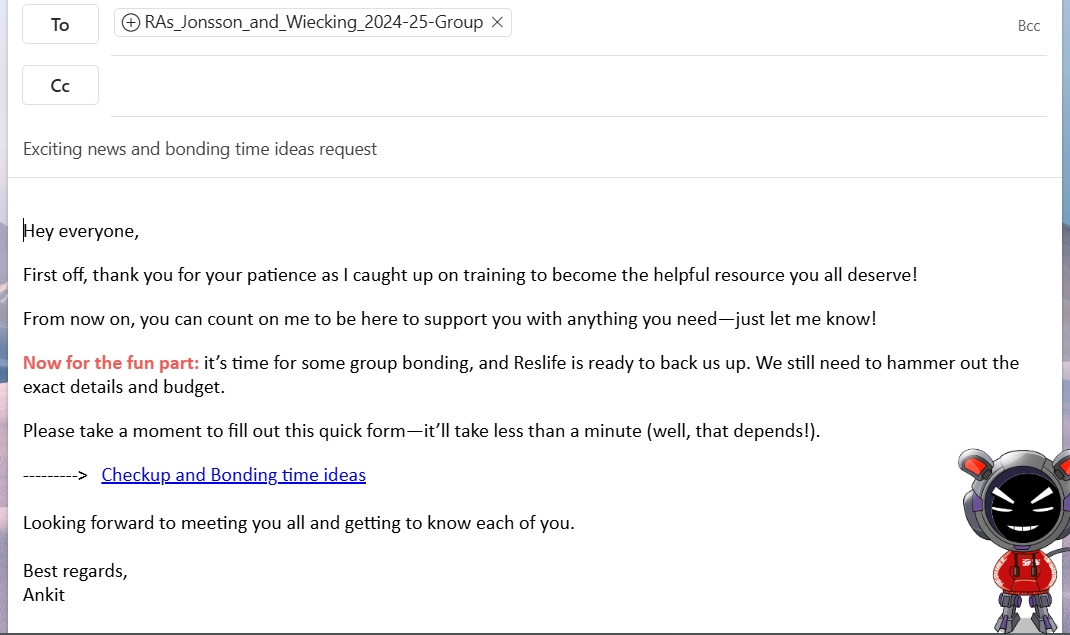 To
RAs_Jonsson_and_Wiecking_2024-25-Group
Bcc
Cc
Exciting news and bonding time ideas request
Hey everyone,
First off, thank you for your patience as I caught up on training to become the helpful resource you all deserve!
From now on, you can count on me to be here to support you with anything you need—just let me know!
Now for the fun part: it’s time for some group bonding, and Reslife is ready to back us up. We still need to hammer out the
exact details and budget.
Please take a moment to fill out this quick form—it’ll take less than a minute (well, that depends!).
---------> Checkup and Bonding time ideas
Looking forward to meeting you all and getting to know each of you.
Best regards,
Ankit